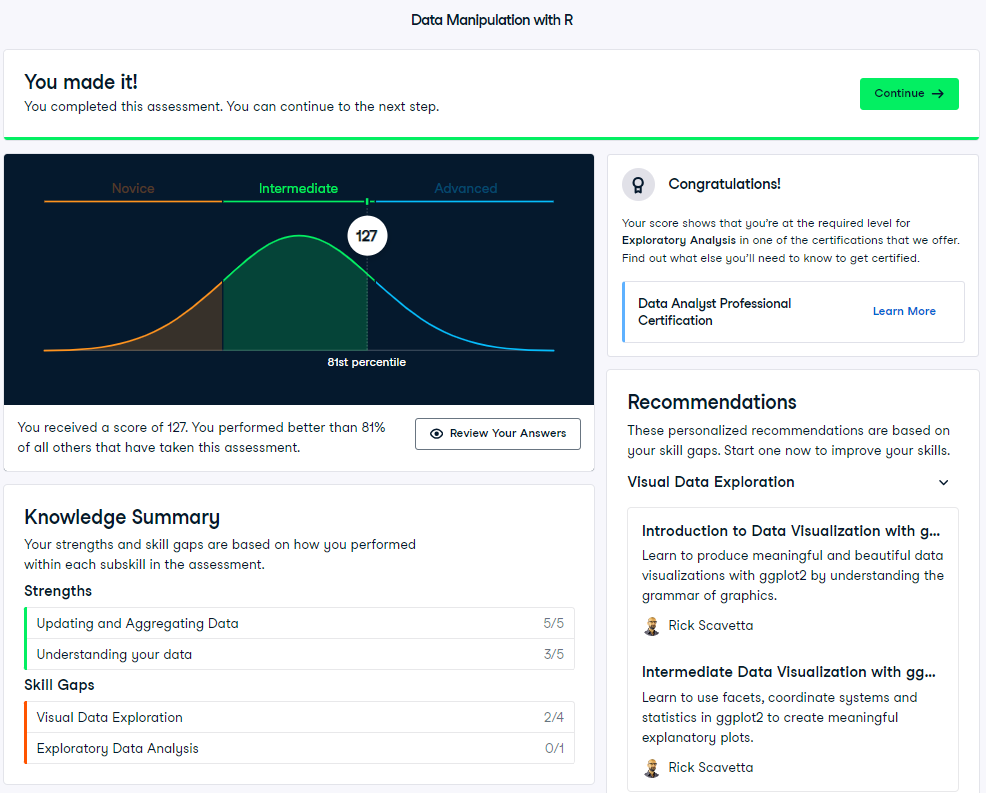 Data Manipulation with R
You made it!
You completed this assessment. You can continue to the next step.
Continue
Novice
Intermediate
Advanced
127
81st percentile
You received a score of 127. You performed better than 81%
of all others that have taken this assessment.
Review Your Answers
Knowledge Summary
Your strengths and skill gaps are based on how you performed
within each subskill in the assessment.
Strengths
Updating and Aggregating Data 5/5
Understanding your data 3/5
Skill Gaps
Visual Data Exploration 2/4
Exploratory Data Analysis 0/1
Congratulations!
Your score shows that you're at the required level for
Exploratory Analysis in one of the certifications that we offer.
Find out what else you'll need to know to get certified.
Data Analyst Professional
Certification
Learn More
Recommendations
These personalized recommendations are based on
your skill gaps. Start one now to improve your skills.
Visual Data Exploration
Introduction to Data Visualization with g...
Learn to produce meaningful and beautiful data
visualizations with ggplot2 by understanding the
grammar of graphics.
Rick Scavetta
Intermediate Data Visualization with gg...
Learn to use facets, coordinate systems and
statistics in ggplot2 to create meaningful
explanatory plots.
Rick Scavetta